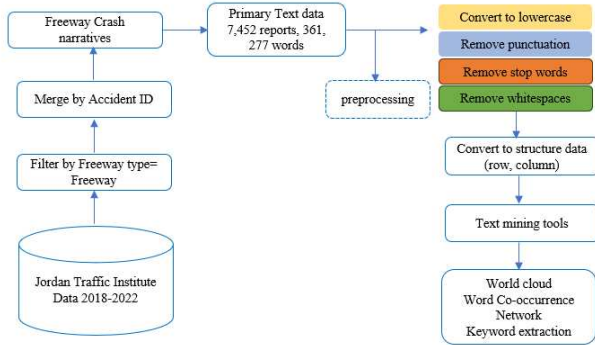 Freeway Crash
narratives
Primary Text data
7,452 reports, 361,
277 words
Convert to lowercase
Remove punctuation
Remove stop words
Remove whitespaces
preprocessing
Merge by Accident ID
Filter by Freeway type=
Freeway
Jordan Traffic Institute
Data 2018-2022
Convert to structure data
(row, column)
Text mining tools
World cloud
Word Co-occurrence
Network
Keyword extraction